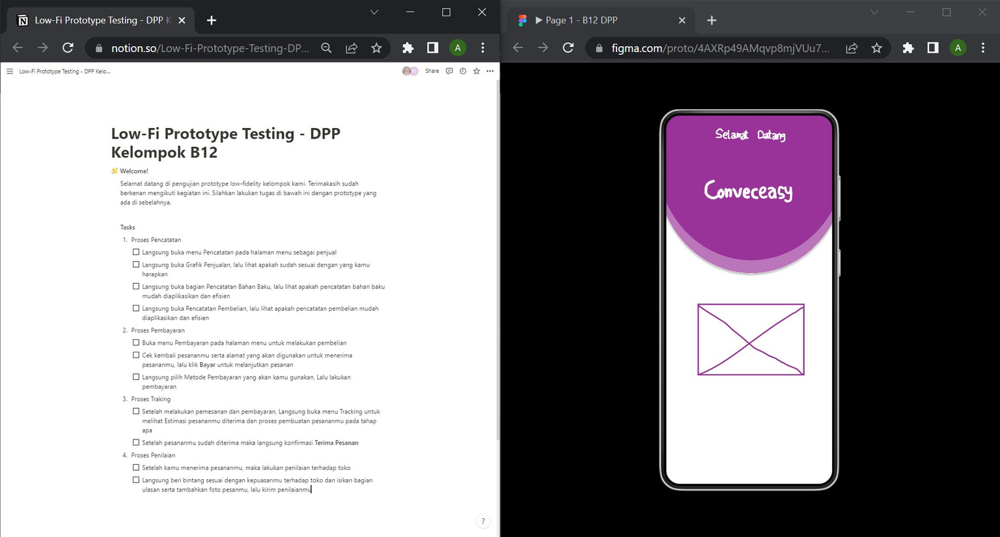 Low-Fi Prototype Testing - DPP K
notion.so/Low-Fi-Prototype-Testing-DP...
A
Low-Fi Prototype Testing - DPP Kelo...
Share
Low-Fi Prototype Testing - DPP
Kelompok B12
👋 Welcome!
Selamat datang di pengujian prototype low-fidelity kelompok kami. Terimakasih sudah
berkenan mengikuti kegiatan ini. Silahkan lakukan tugas di bawah ini dengan prototype yang
ada di sebelahnya.
Tasks
1. Proses Pencatatan
Langsung buka menu Pencatatan pada halaman menu sebagai penjual
Langsung buka Grafik Penjualan, lalu lihat apakah sudah sesuai dengan yang kamu
harapkan
Langsung buka bagian Pencatatan Bahan Baku, lalu lihat apakah pencatatan bahan baku
mudah diaplikasikan dan efisien
Langsung buka Pencatatan Pembelian, lalu lihat apakah pencatatan pembelian mudah
diaplikasikan dan efisien
2. Proses Pembayaran
Buka menu Pembayaran pada halaman menu untuk melakukan pembelian
Cek kembali pesananmu serta alamat yang akan digunakan untuk menerima
pesananmu, lalu klik Bayar untuk melanjutkan pesanan
Langsung pilih Metode Pembayaran yang akan kamu gunakan, Lalu lakukan
pembayaran
3. Proses Traking
Setelah melakukan pemesanan dan pembayaran, Langsung buka menu Tracking untuk
melihat Estimasi pesananmu diterima dan proses pembuatan pesananmu pada tahap
apa
Setelah pesananmu sudah diterima maka langsung konfirmasi Terima Pesanan
4. Proses Penilaian
Setelah kamu menerima pesananmu, maka lakukan penilaian terhadap toko
Langsung beri bintang sesuai dengan kepuasanmu terhadap toko dan isikan bagian
ulasan serta tambahkan foto pesanmu, lalu kirim penilaianmu
?
Page 1 - B12 DPP
figma.com/proto/4AXRp49AMqvp8mjVUu7...
A
Selamat Datang
Conveceasy